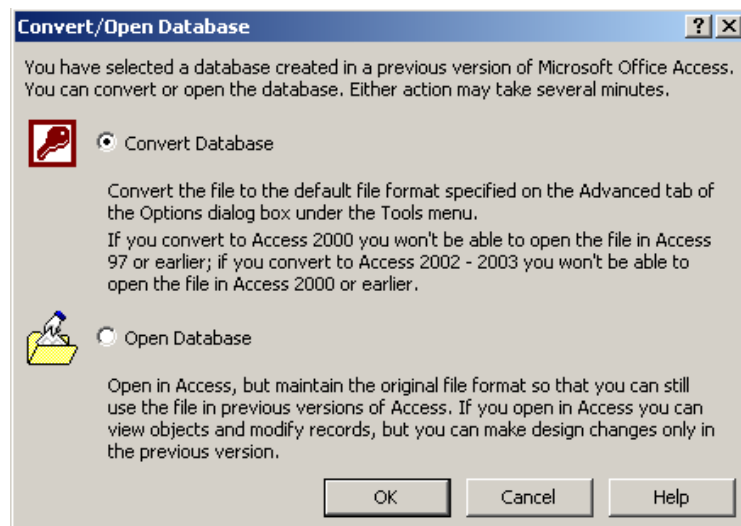 Convert/Open Database
You have selected a database created in a previous version of Microsoft Office Access.
You can convert or open the database. Either action may take several minutes.
Convert Database
Convert the file to the default file format specified on the Advanced tab of
the Options dialog box under the Tools menu.
If you convert to Access 2000 you won't be able to open the file in Access
97 or earlier; if you convert to Access 2002 - 2003 you won't be able to
open the file in Access 2000 or earlier.
Open Database
Open in Access, but maintain the original file format so that you can still
use the file in previous versions of Access. If you open in Access you can
view objects and modify records, but you can make design changes only in
the previous version.
OK Cancel Help